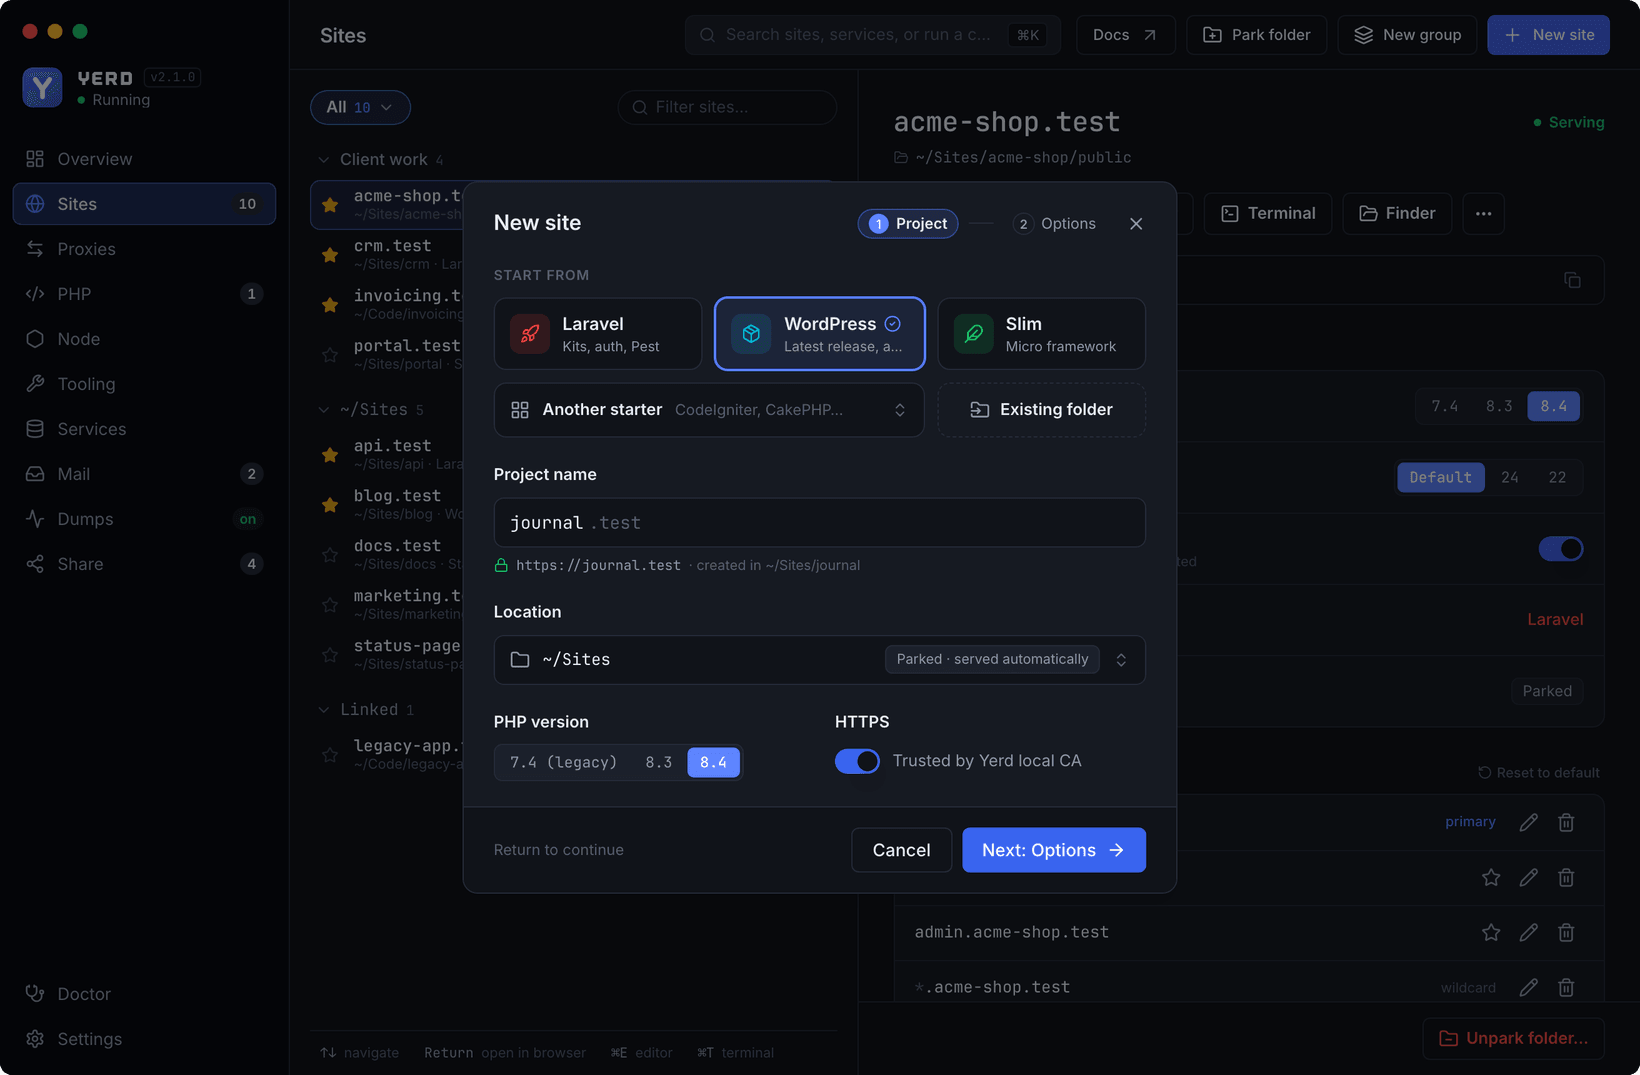 Sites
Search sites, services, or run a c... ⌘K
Docs
Park folder
New group
New site
YERD v2.1.0
Running
Overview
Sites 10
Proxies
PHP 1
Node
Tooling
Services
Mail 2
Dumps on
Share 4
Doctor
Settings
All 10
Filter sites...
Client work 4
acme-shop.t
~/Sites/acme-sh
crm.test
~/Sites/crm · Lar
invoicing.t
~/Code/invoicing
portal.test
~/Sites/portal · S
~/Sites 5
api.test
~/Sites/api · Lara
blog.test
~/Sites/blog · Wo
docs.test
~/Sites/docs · St
marketing.t
~/Sites/marketing
status-page
~/Sites/status-pa
Linked 1
legacy-app.
~/Code/legacy-a
↑↓ navigate Return open in browser ⌘E editor ⌘T terminal
acme-shop.test
Serving
~/Sites/acme-shop/public
Terminal
Finder
7.4 8.3 8.4
Default 24 22
ted
Laravel
Parked
Reset to default
primary
admin.acme-shop.test
*.acme-shop.test wildcard
Unpark folder...
New site
1 Project
2 Options
START FROM
Laravel
Kits, auth, Pest
WordPress
Latest release, a...
Slim
Micro framework
Another starter CodeIgniter, CakePHP...
Existing folder
Project name
journal .test
https://journal.test · created in ~/Sites/journal
Location
~/Sites
Parked · served automatically
PHP version
7.4 (legacy) 8.3 8.4
HTTPS
Trusted by Yerd local CA
Return to continue
Cancel
Next: Options →